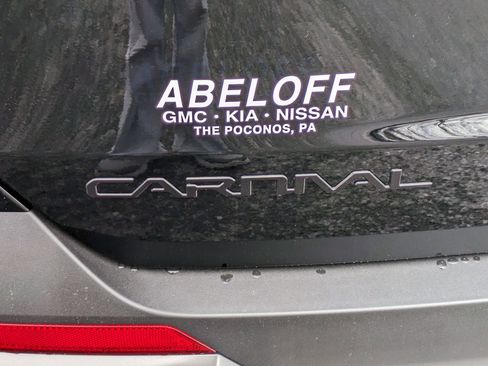 ABELOFF
GMC • KIA • NISSAN
THE POCONOS, PA
CARNIVAL